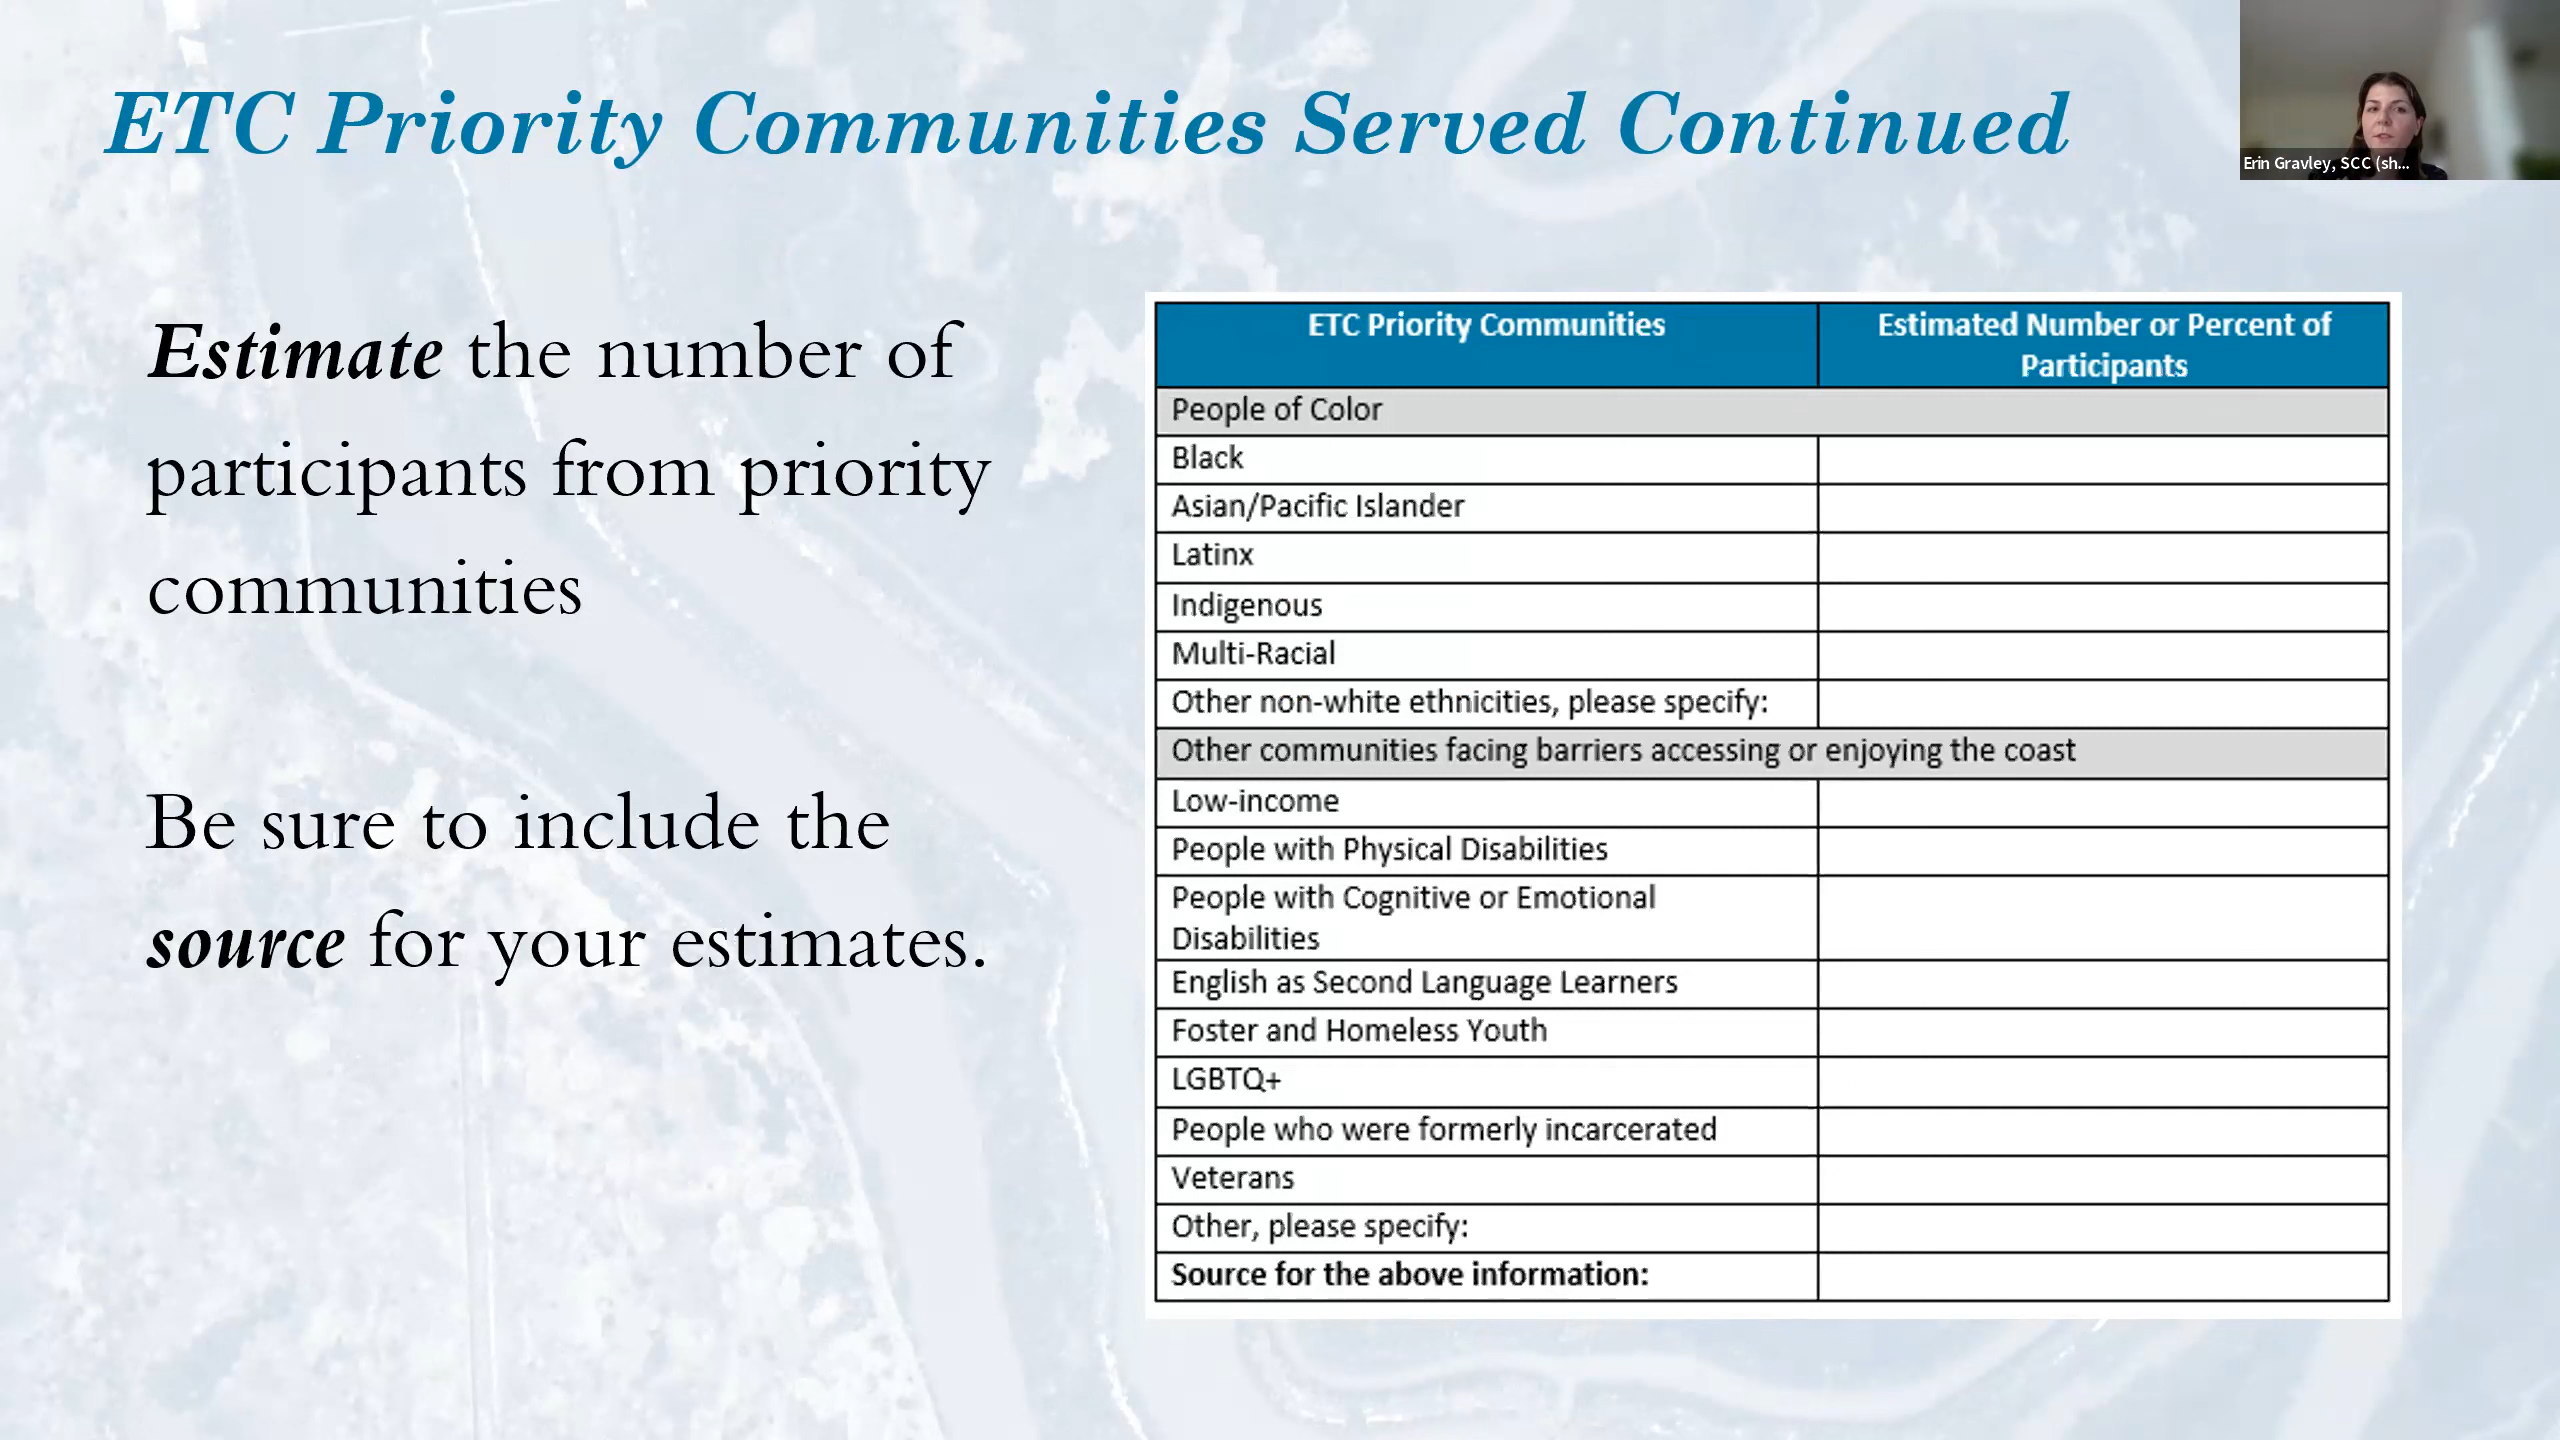 ETC Priority Communities Served Continued
Erin Gravley, SCC (sh...
Estimate the number of
participants from priority
communities
Be sure to include the
source for your estimates.
ETC Priority Communities
Estimated Number or Percent of
Participants
People of Color
Black
Asian/Pacific Islander
Latinx
Indigenous
Multi-Racial
Other non-white ethnicities, please specify:
Other communities facing barriers accessing or enjoying the coast
Low-income
People with Physical Disabilities
People with Cognitive or Emotional
Disabilities
English as Second Language Learners
Foster and Homeless Youth
LGBTQ+
People who were formerly incarcerated
Veterans
Other, please specify:
Source for the above information: